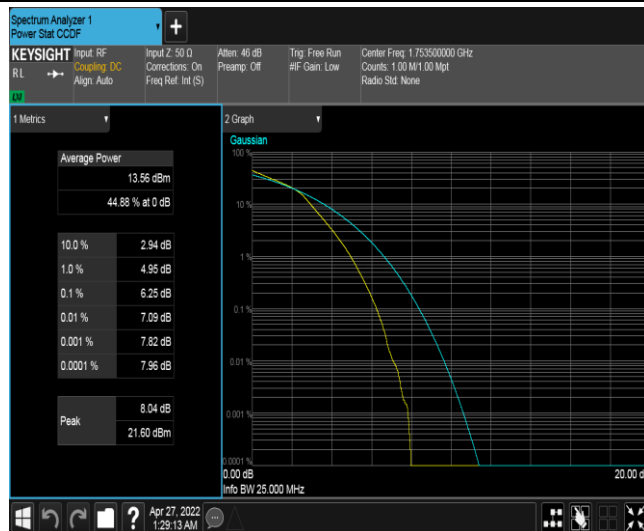 Spectrum Analyzer 1
Power Stat CCDF
KEYSIGHT
Input: RF
Coupling: DC
Align: Auto
Input Z: 50 Ω
Corrections: On
Freq Ref: Int (S)
Atten: 46 dB
Preamp: Off
Trig: Free Run
#IF Gain: Low
Center Freq: 1.753500000 GHz
Counts: 1.00 M/1.00 Mpt
Radio Std: None
RL
LXI
1 Metrics
Average Power
13.56 dBm
44.88 % at 0 dB
10.0 % 2.94 dB
1.0 % 4.95 dB
0.1 % 6.25 dB
0.01 % 7.09 dB
0.001 % 7.82 dB
0.0001 % 7.96 dB
Peak
8.04 dB
21.60 dBm
2 Graph
Gaussian
100 %
10 %
1 %
0.1 %
0.01 %
0.001 %
0.0001 %
0.00 dB
20.00 d
Info BW 25.000 MHz
?
Apr 27, 2022
1:29:13 AM